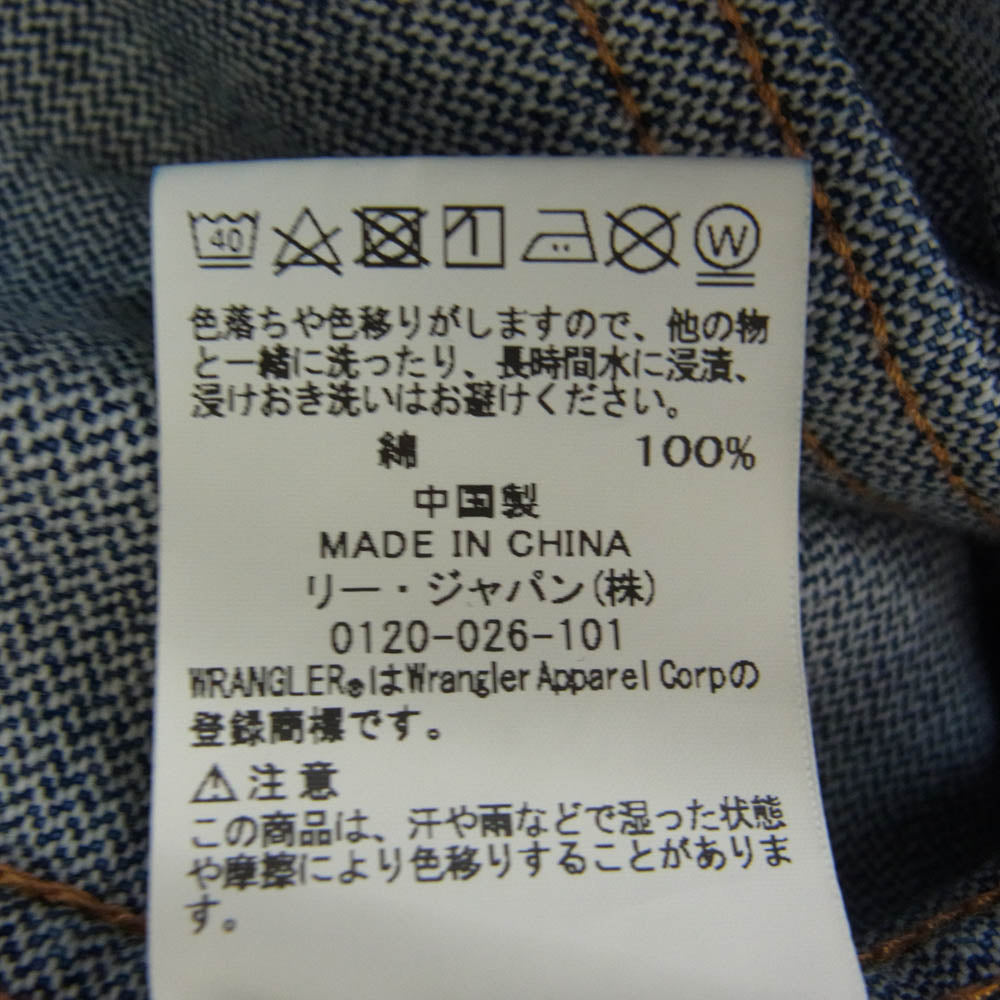 40 W
色落ちや色移りがしますので、他の物
と一緒に洗ったり、長時間水に浸漬、
浸けおき洗いはお避けください。
綿 100%
中国製
MADE IN CHINA
リー・ジャパン(株)
0120-026-101
WRANGLER®はWrangler Apparel Corpの
登録商標です。
⚠注意
この商品は、汗や雨などで湿った状態
や摩擦により色移りすることがありま
す。